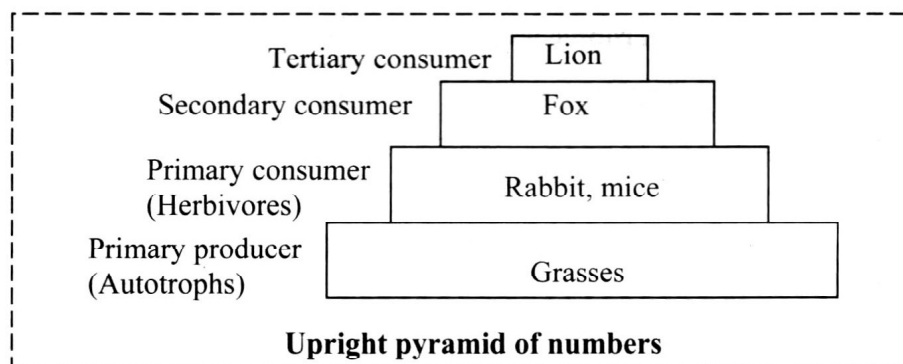 Tertiary consumer Lion
Secondary consumer Fox
Primary consumer
(Herbivores)
Rabbit, mice
Primary producer
(Autotrophs)
Grasses
Upright pyramid of numbers